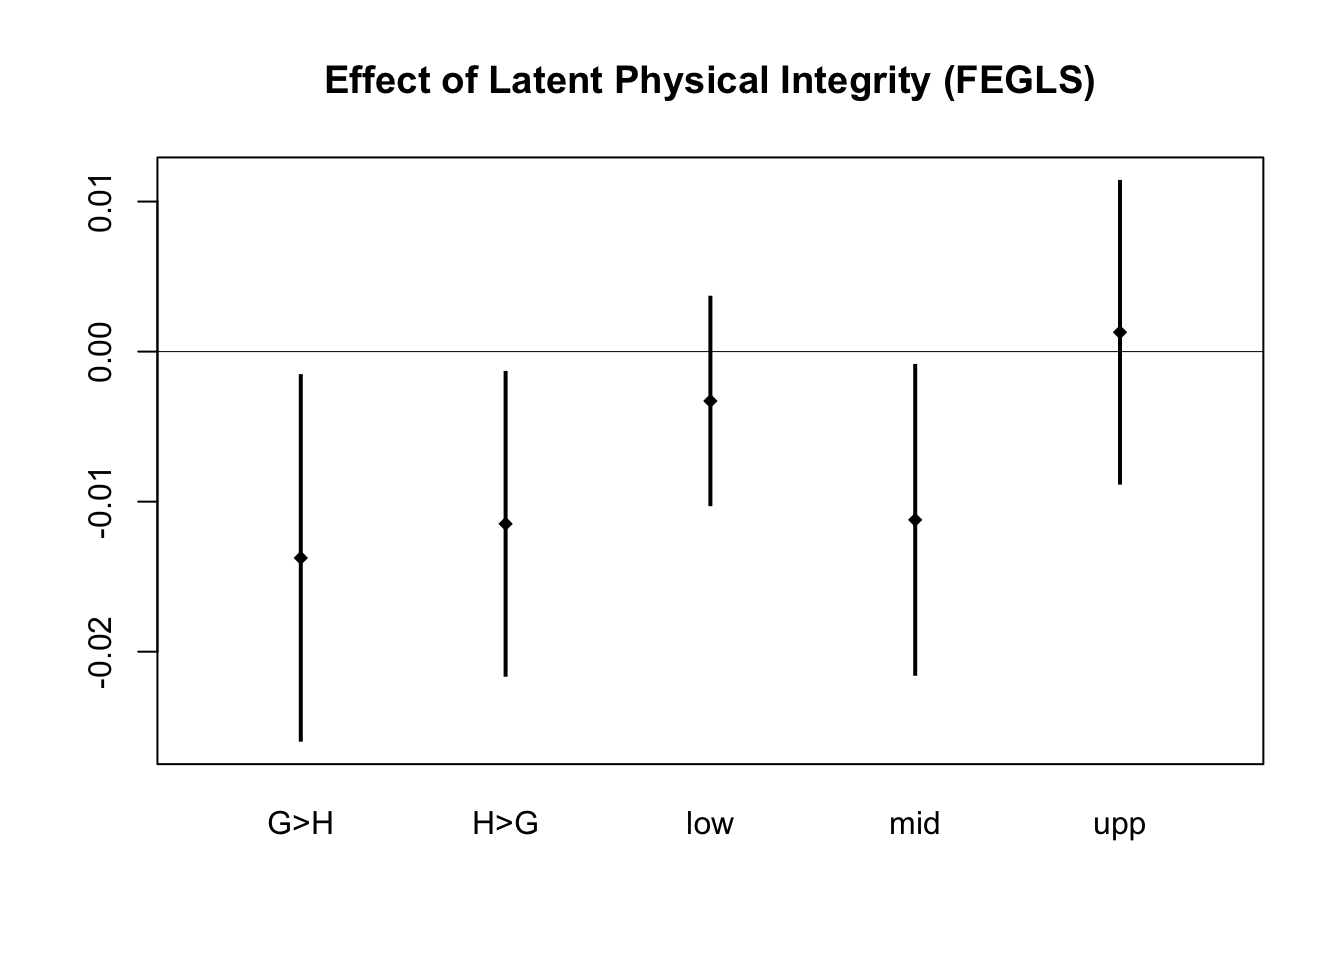 Effect of Latent Physical Integrity (FEGLS)
0.01
0.00
-0.01
-0.02
G>H H>G low mid upp